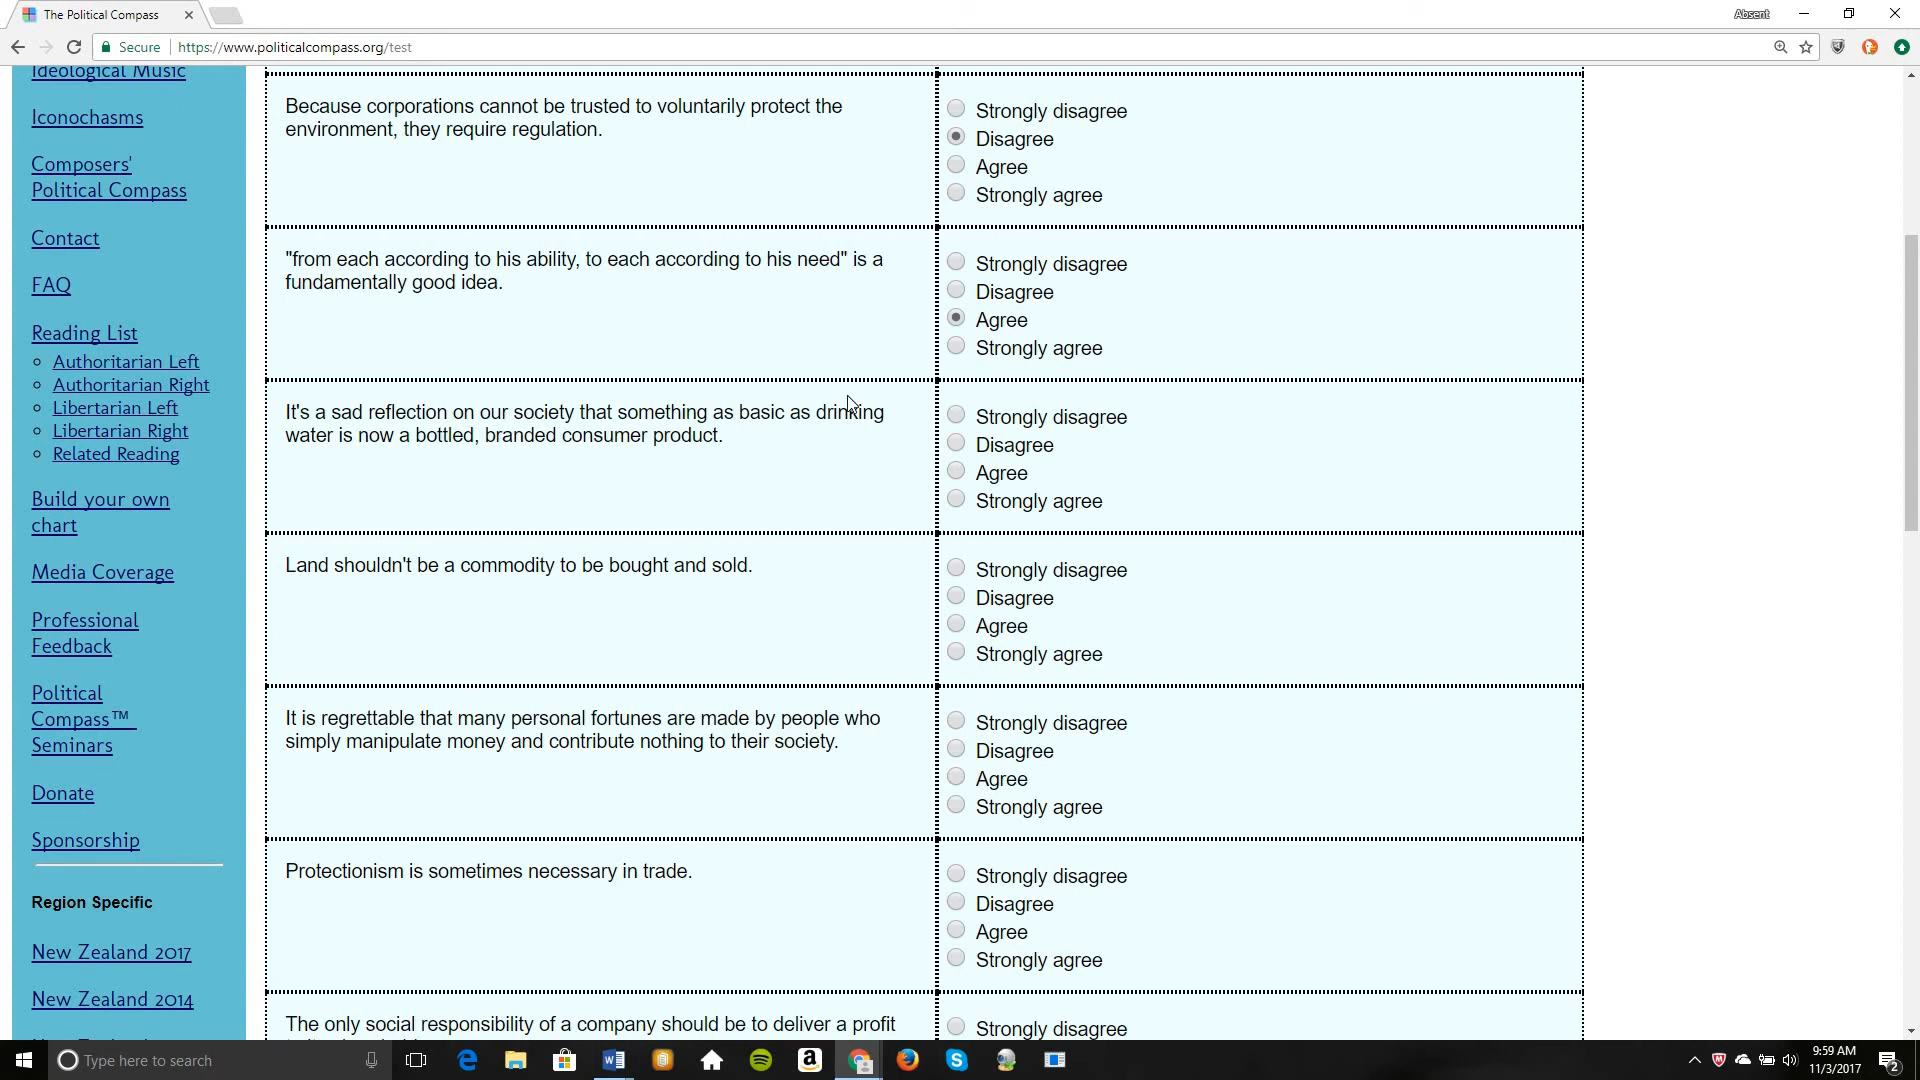 The Political Compass
Absent
Secure
https://www.politicalcompass.org/test
Ideological Music
Iconochasms
Composers'
Political Compass
Contact
FAQ
Reading List
Authoritarian Left
Authoritarian Right
Libertarian Left
Libertarian Right
Related Reading
Build your own
chart
Media Coverage
Professional
Feedback
Political
Compass™
Seminars
Donate
Sponsorship
Region Specific
New Zealand 2017
New Zealand 2014
Because corporations cannot be trusted to voluntarily protect the
environment, they require regulation.
Strongly disagree
Disagree
Agree
Strongly agree
"from each according to his ability, to each according to his need" is a
fundamentally good idea.
Strongly disagree
Disagree
Agree
Strongly agree
It's a sad reflection on our society that something as basic as drinking
water is now a bottled, branded consumer product.
Strongly disagree
Disagree
Agree
Strongly agree
Land shouldn't be a commodity to be bought and sold.
Strongly disagree
Disagree
Agree
Strongly agree
It is regrettable that many personal fortunes are made by people who
simply manipulate money and contribute nothing to their society.
Strongly disagree
Disagree
Agree
Strongly agree
Protectionism is sometimes necessary in trade.
Strongly disagree
Disagree
Agree
Strongly agree
The only social responsibility of a company should be to deliver a profit
Strongly disagree
Type here to search
9:59 AM
11/3/2017
2